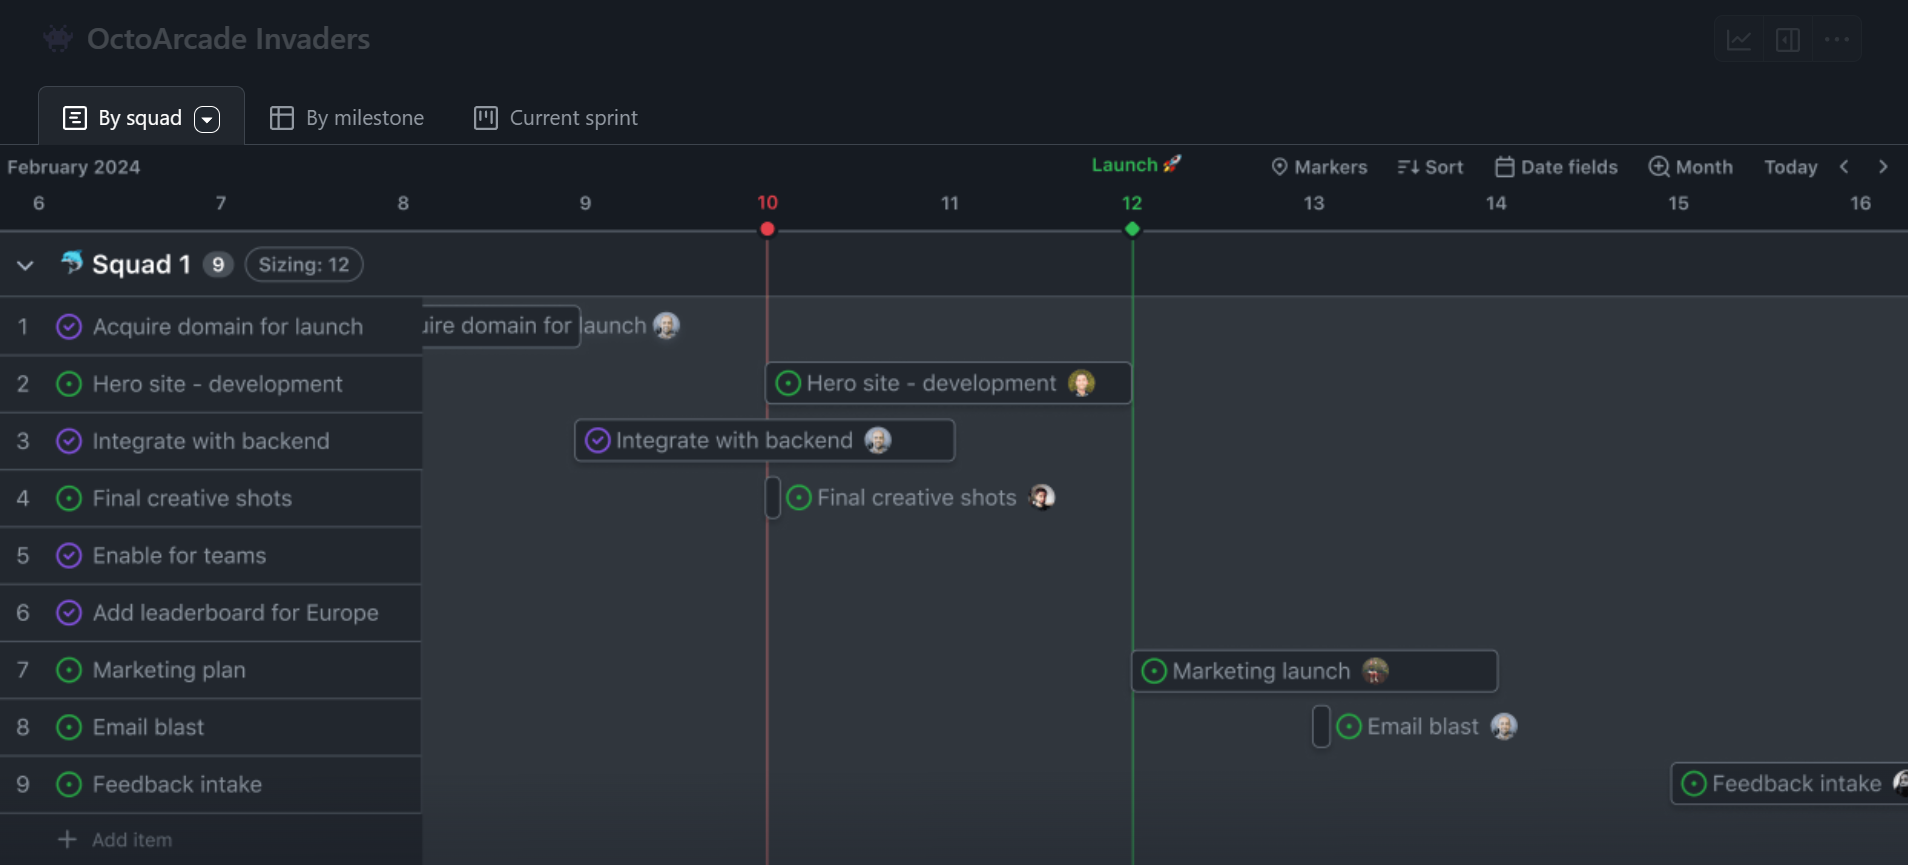 OctoArcade Invaders
By squad
By milestone
Current sprint
February 2024
Launch
Markers
Sort
Date fields
Month
Today
6 7 8 9 10 11 12 13 14 15 16
Squad 1 9 Sizing: 12
1 Acquire domain for launch
uire domain for launch
2 Hero site - development
Hero site - development
3 Integrate with backend
Integrate with backend
4 Final creative shots
Final creative shots
5 Enable for teams
6 Add leaderboard for Europe
7 Marketing plan
Marketing launch
8 Email blast
Email blast
9 Feedback intake
Feedback intake
+ Add item